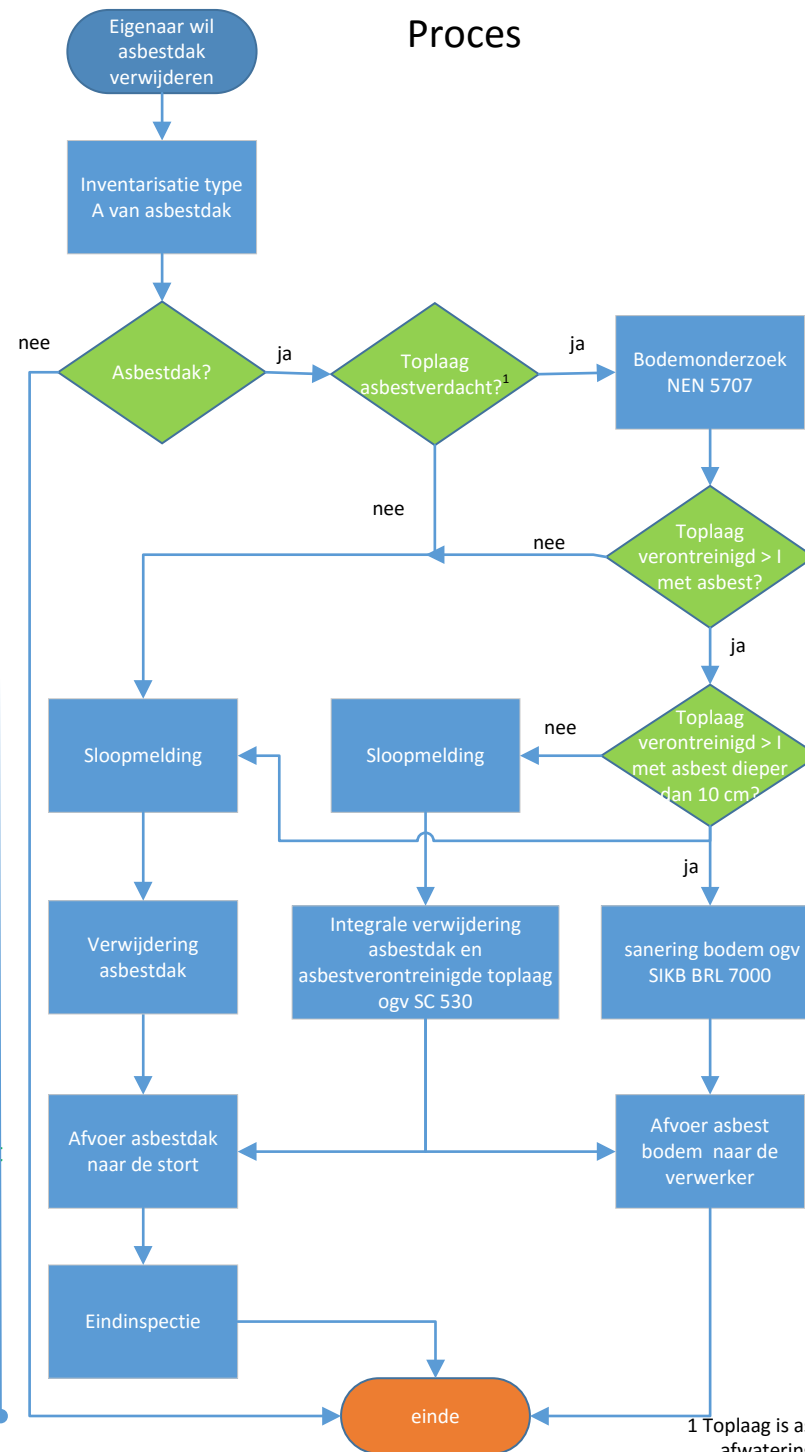 Proces
Eigenaar wil
asbestdak
verwijderen
Inventarisatie type
A van asbestdak
nee
Asbestdak?
ja
Toplaag
asbestverdacht?1
ja
Bodemonderzoek
NEN 5707
nee
nee
Toplaag
verontreinigd > I
met asbest?
ja
Sloopmelding
Sloopmelding
nee
Toplaag
verontreinigd > I
met asbest dieper
dan 10 cm?
ja
Verwijdering
asbestdak
Integrale verwijdering
asbestdak en
asbestverontreinigde toplaag
ogv SC 530
sanering bodem ogv
SIKB BRL 7000
Afvoer asbestdak
naar de stort
Afvoer asbest
bodem naar de
verwerker
Eindinspectie
einde
1 Toplaag is a